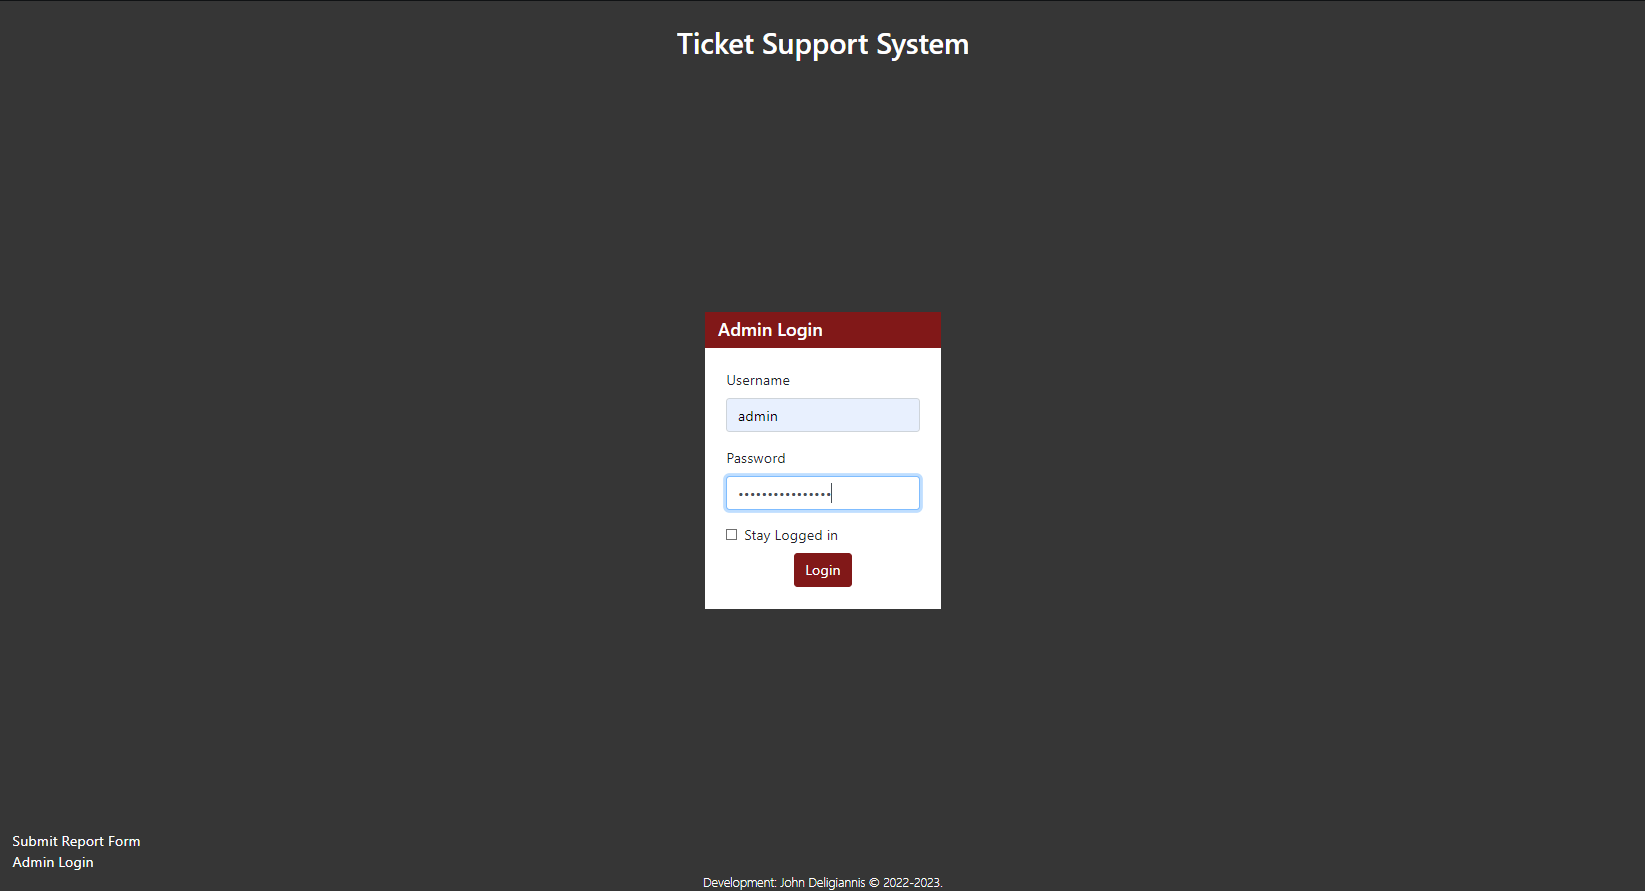 Ticket Support System
Admin Login
Username
admin
Password
••••••••••••••••
Stay Logged in
Login
Submit Report Form
Admin Login
Development: John Deligiannis © 2022-2023.